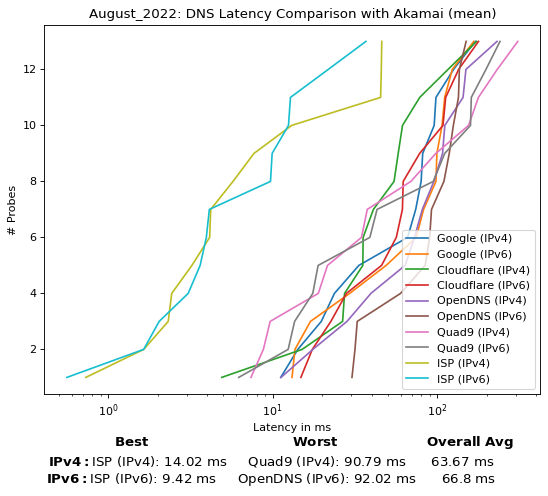 August_2022: DNS Latency Comparison with Akamai (mean)
# Probes
12
10
8
6
4
2
Google (IPv4)
Google (IPv6)
Cloudflare (IPv4)
Cloudflare (IPv6)
OpenDNS (IPv4)
OpenDNS (IPv6)
Quad9 (IPv4)
Quad9 (IPv6)
ISP (IPv4)
ISP (IPv6)
10⁰ 10¹ 10²
Latency in ms
Best Worst Overall Avg
IPv4: ISP (IPv4): 14.02 ms Quad9 (IPv4): 90.79 ms 63.67 ms
IPv6: ISP (IPv6): 9.42 ms OpenDNS (IPv6): 92.02 ms 66.8 ms